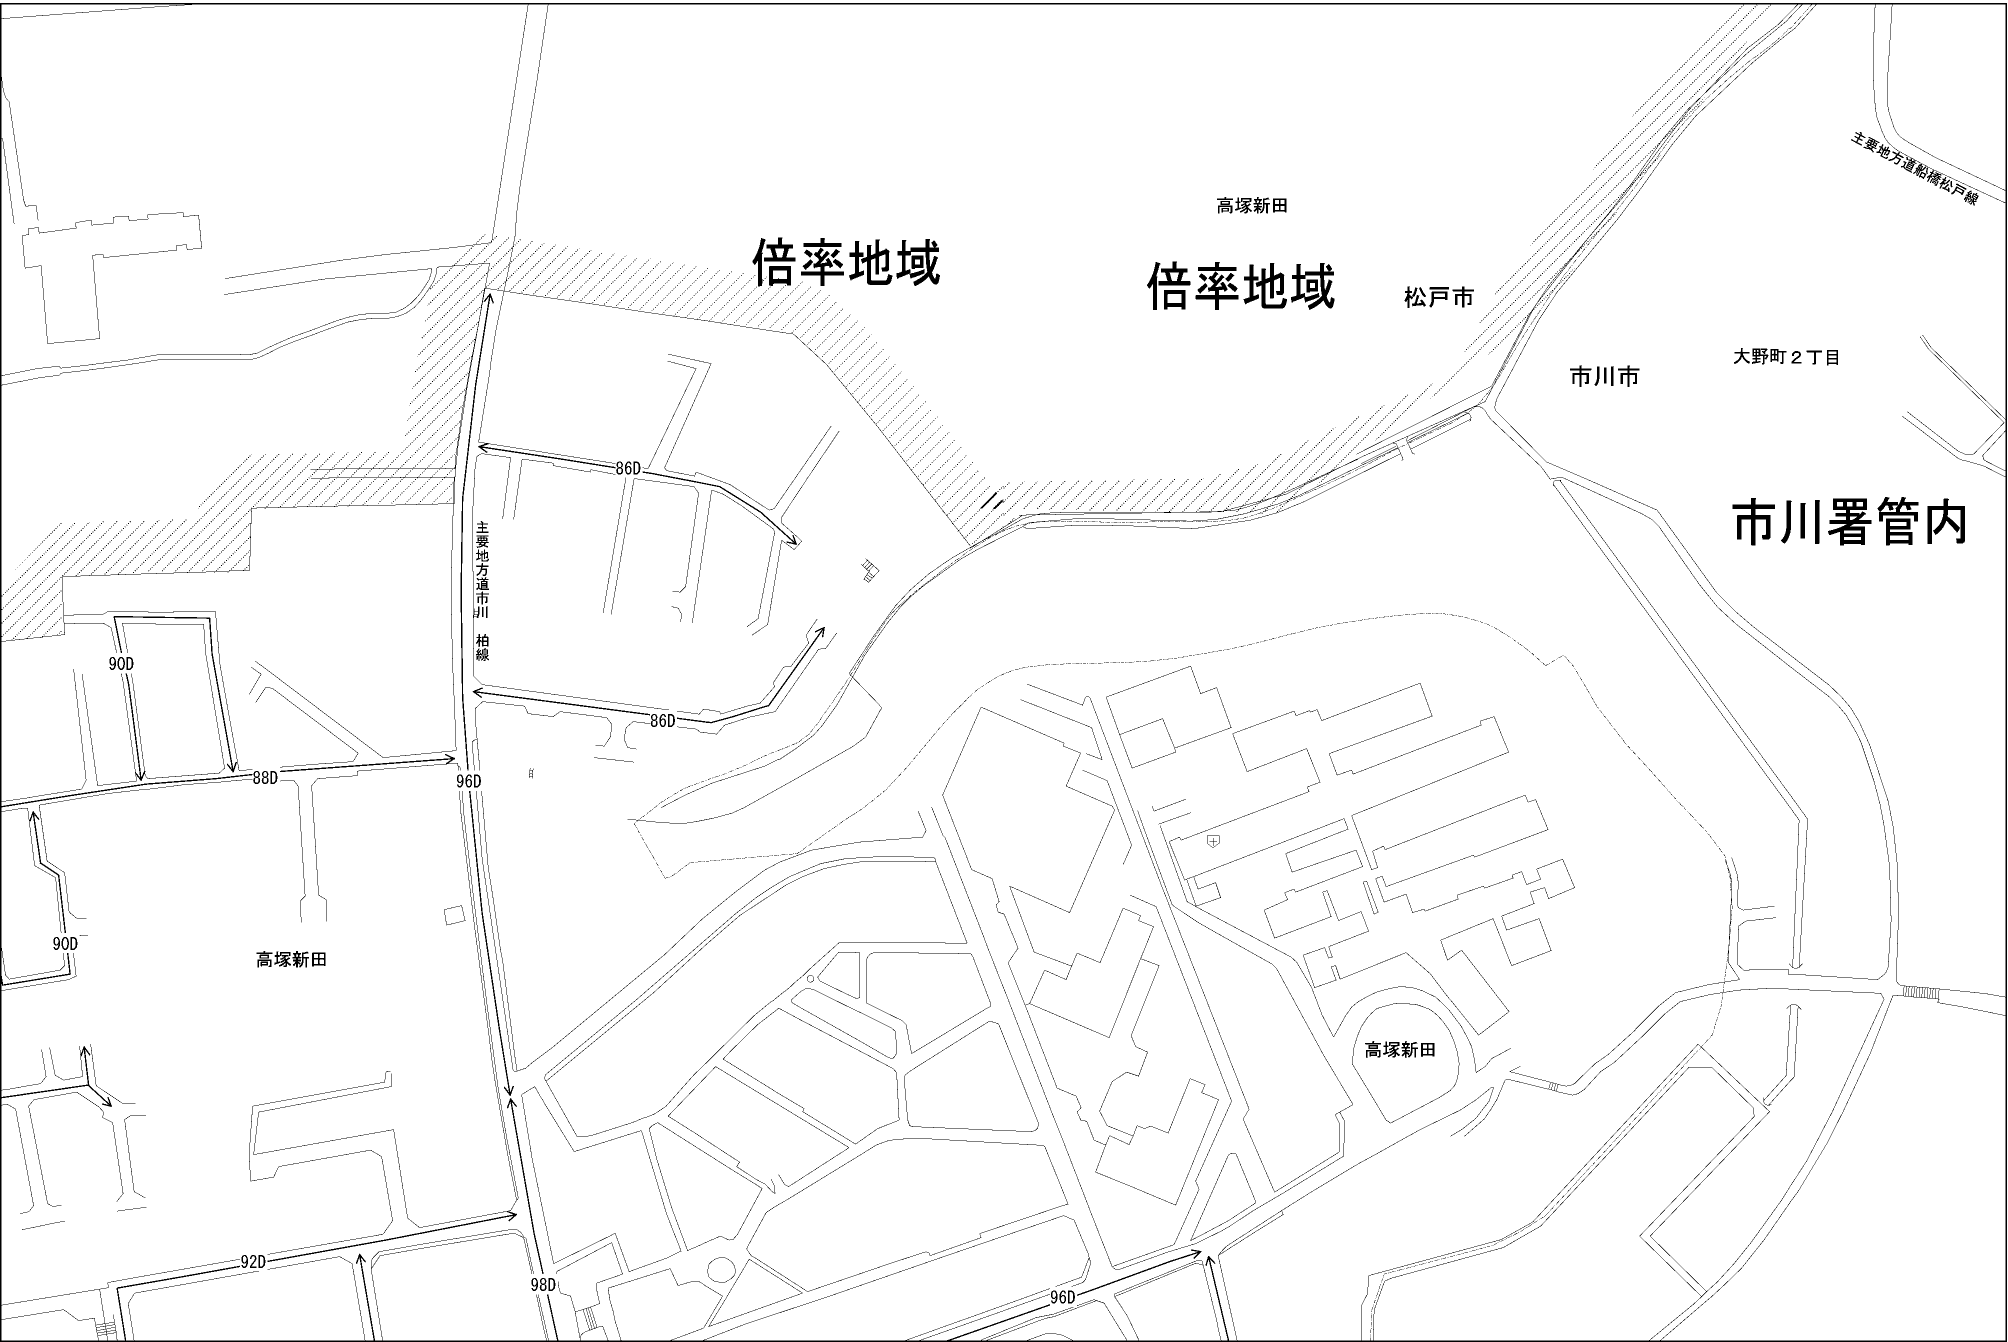 主要地方道船橋松戸線
高塚新田
倍率地域
倍率地域
松戸市
大野町２丁目
市川市
86D
市川署管内
主要地方道市川　柏線
90D
86D
88D
96D
90D
高塚新田
高塚新田
92D
98D
96D